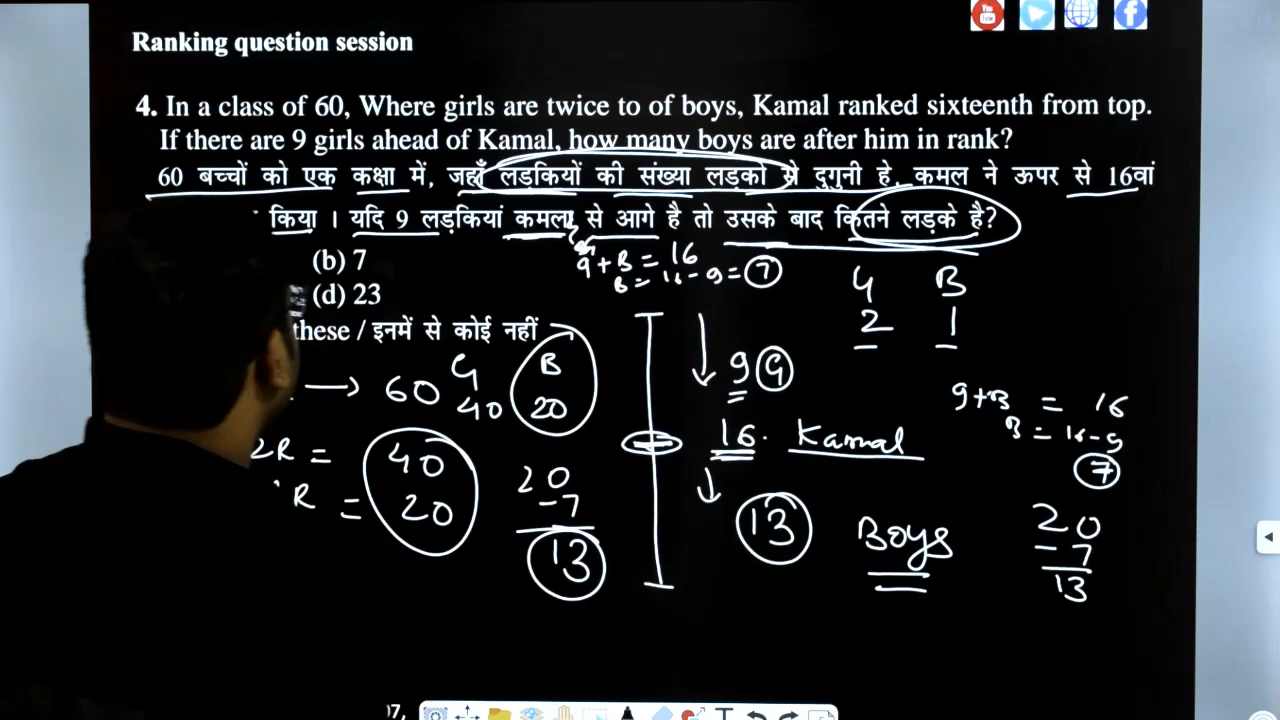 Ranking question session
You Tube
4. In a class of 60, Where girls are twice to of boys, Kamal ranked sixteenth from top.
If there are 9 girls ahead of Kamal, how many boys are after him in rank?
60 बच्चों को एक कक्षा में, जहाँ लड़कियों की संख्या लड़को से दुगुनी हे, कमल ने ऊपर से 16वां
किया । यदि 9 लड़कियां कमल से आगे है तो उसके बाद कितने लड़के है?
(b) 7
(d) 23
these / इनमें से कोई नहीं
9+B = 16
B = 16-9=7
G B
2 1
→ 60
G B
40 20
↓ 9 G
9+B = 16
B = 16-9
7
16. Kamal
2R = 40
R = 20
20
-7
13
↓
13 Boys
20
-7
13